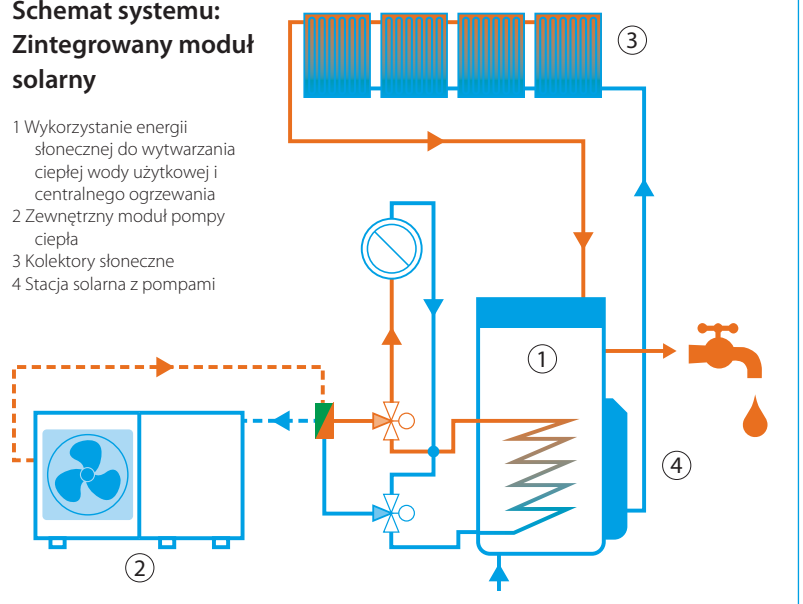 Schemat systemu:
Zintegrowany moduł
solarny
1 Wykorzystanie energii
słonecznej do wytwarzania
ciepłej wody użytkowej i
centralnego ogrzewania
2 Zewnętrzny moduł pompy
ciepła
3 Kolektory słoneczne
4 Stacja solarna z pompami
3
1
4
2